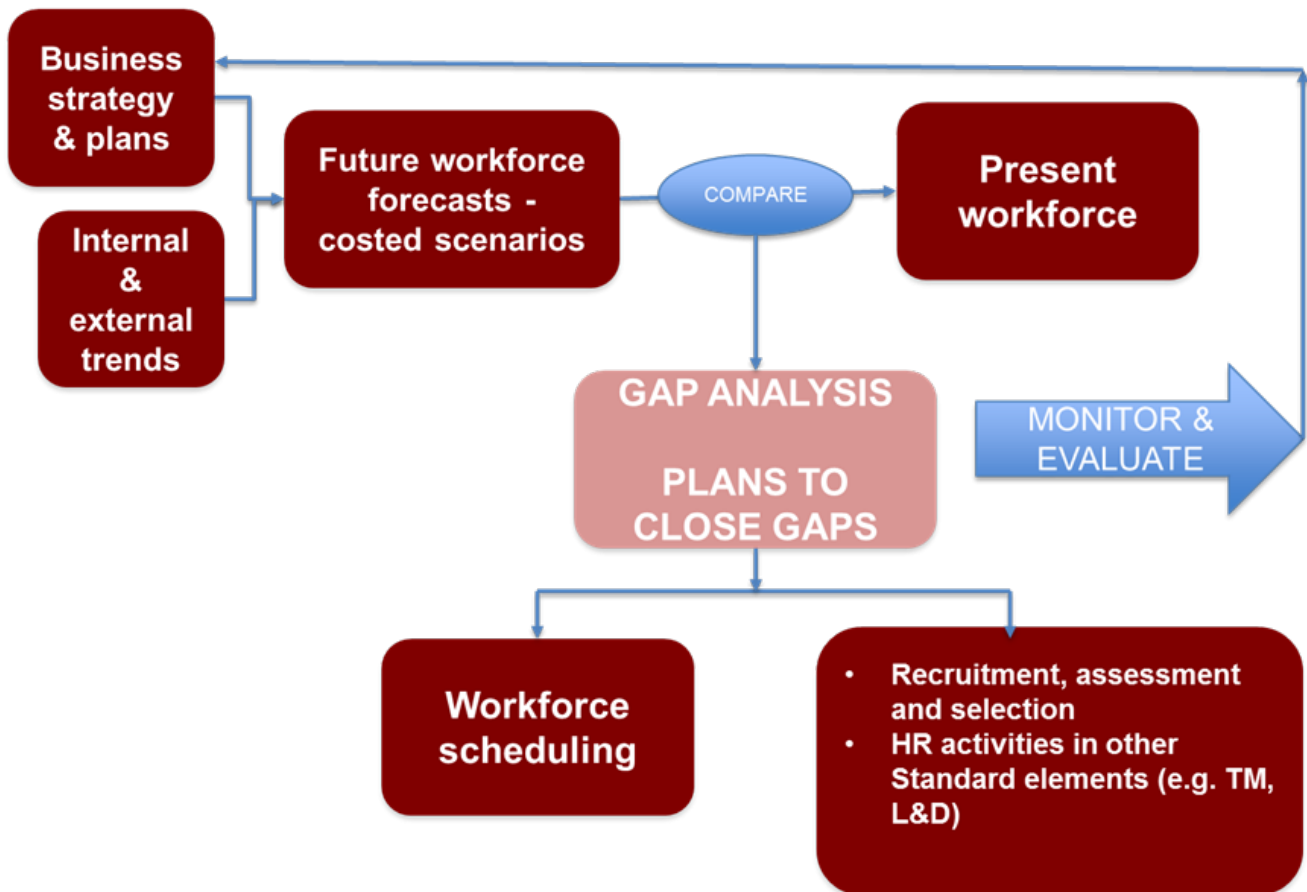 Business
strategy
& plans
Internal
&
external
trends
Future workforce
forecasts -
costed scenarios
COMPARE
Present
workforce
GAP ANALYSIS
PLANS TO
CLOSE GAPS
MONITOR &
EVALUATE
Workforce
scheduling
• Recruitment, assessment
and selection
• HR activities in other
Standard elements (e.g. TM,
L&D)